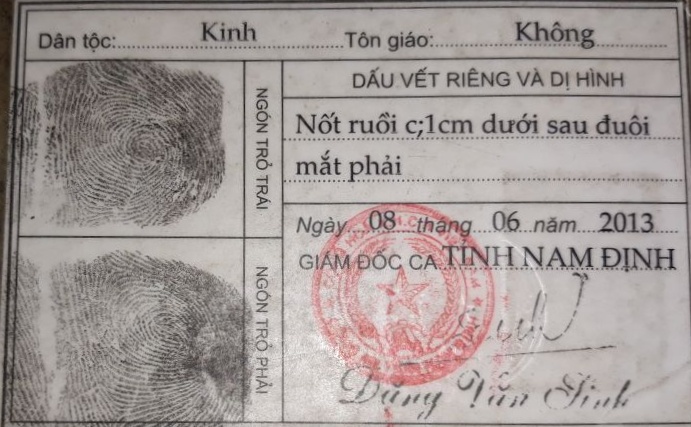 Dân tộc: Kinh Tôn giáo: Không
NGÓN TRỎ TRÁI
DẤU VẾT RIÊNG VÀ DỊ HÌNH
Nốt ruồi c;1cm dưới sau đuôi
mắt phải
NGÓN TRỎ PHẢI
Ngày 08 tháng 06 năm 2013
GIÁM ĐỐC CA TỈNH NAM ĐỊNH
Đặng Văn Sinh